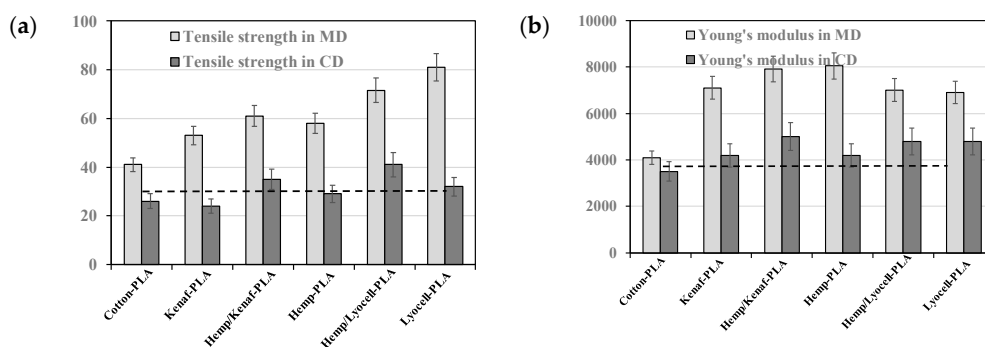 (a)
100
80
60
40
20
0
Tensile strength in MD
Tensile strength in CD
Cotton-PLA
Kenaf-PLA
Hemp/Kenaf-PLA
Hemp-PLA
Hemp/Lyocell-PLA
Lyocell-PLA
(b)
10000
8000
6000
4000
2000
0
Young's modulus in MD
Young's modulus in CD
Cotton-PLA
Kenaf-PLA
Hemp/Kenaf-PLA
Hemp-PLA
Hemp/Lyocell-PLA
Lyocell-PLA